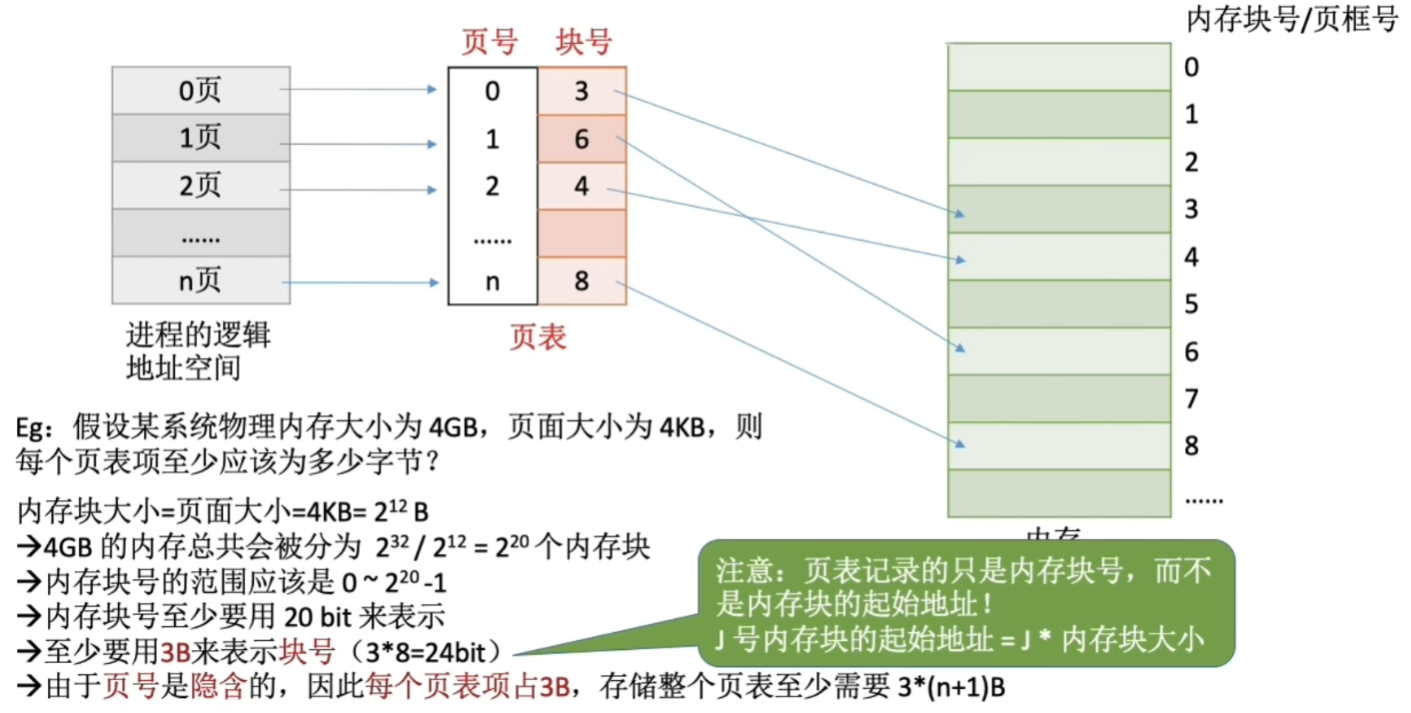 内存块号/页框号
页号 块号
0页
1页
2页
......
n页
0 3
1 6
2 4
......
n 8
0
1
2
3
4
5
6
7
8
......
进程的逻辑
地址空间
页表
内存
Eg：假设某系统物理内存大小为 4GB，页面大小为 4KB，则
每个页表项至少应该为多少字节？
内存块大小=页面大小=4KB= 2¹² B
→4GB 的内存总共会被分为 2³² / 2¹² = 2²⁰ 个内存块
→内存块号的范围应该是 0 ~ 2²⁰ -1
→内存块号至少要用 20 bit 来表示
→至少要用3B来表示块号（3*8=24bit）
→由于页号是隐含的，因此每个页表项占3B，存储整个页表至少需要 3*(n+1)B
注意：页表记录的只是内存块号，而不
是内存块的起始地址！
J 号内存块的起始地址 = J * 内存块大小